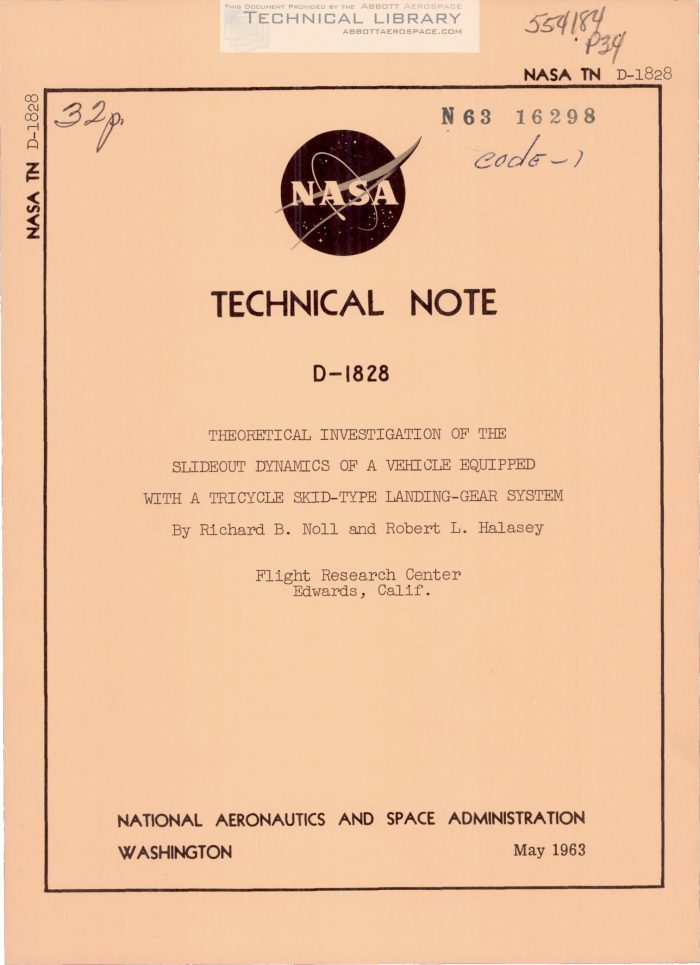 THIS DOCUMENT PROVIDED BY THE ABBOTT AEROSPACE
TECHNICAL LIBRARY
ABBOTTAEROSPACE.COM
554184
P34
NASA TN D-1828
NASA TN D-1828
32p.
N63 16298
code-1
NASA
TECHNICAL NOTE
D-1828
THEORETICAL INVESTIGATION OF THE
SLIDEOUT DYNAMICS OF A VEHICLE EQUIPPED
WITH A TRICYCLE SKID-TYPE LANDING-GEAR SYSTEM
By Richard B. Noll and Robert L. Halasey
Flight Research Center
Edwards, Calif.
NATIONAL AERONAUTICS AND SPACE ADMINISTRATION
WASHINGTON
May 1963